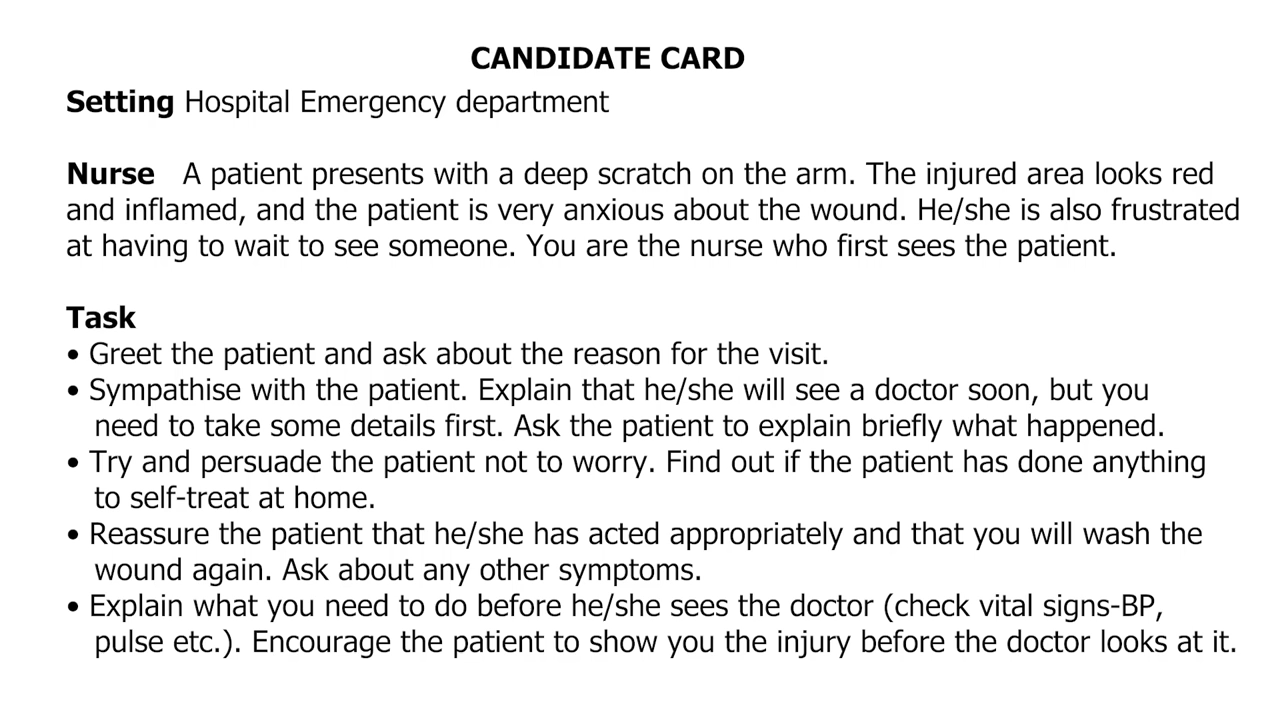 CANDIDATE CARD
Setting Hospital Emergency department
Nurse A patient presents with a deep scratch on the arm. The injured area looks red
and inflamed, and the patient is very anxious about the wound. He/she is also frustrated
at having to wait to see someone. You are the nurse who first sees the patient.
Task
• Greet the patient and ask about the reason for the visit.
• Sympathise with the patient. Explain that he/she will see a doctor soon, but you
need to take some details first. Ask the patient to explain briefly what happened.
• Try and persuade the patient not to worry. Find out if the patient has done anything
to self-treat at home.
• Reassure the patient that he/she has acted appropriately and that you will wash the
wound again. Ask about any other symptoms.
• Explain what you need to do before he/she sees the doctor (check vital signs-BP,
pulse etc.). Encourage the patient to show you the injury before the doctor looks at it.